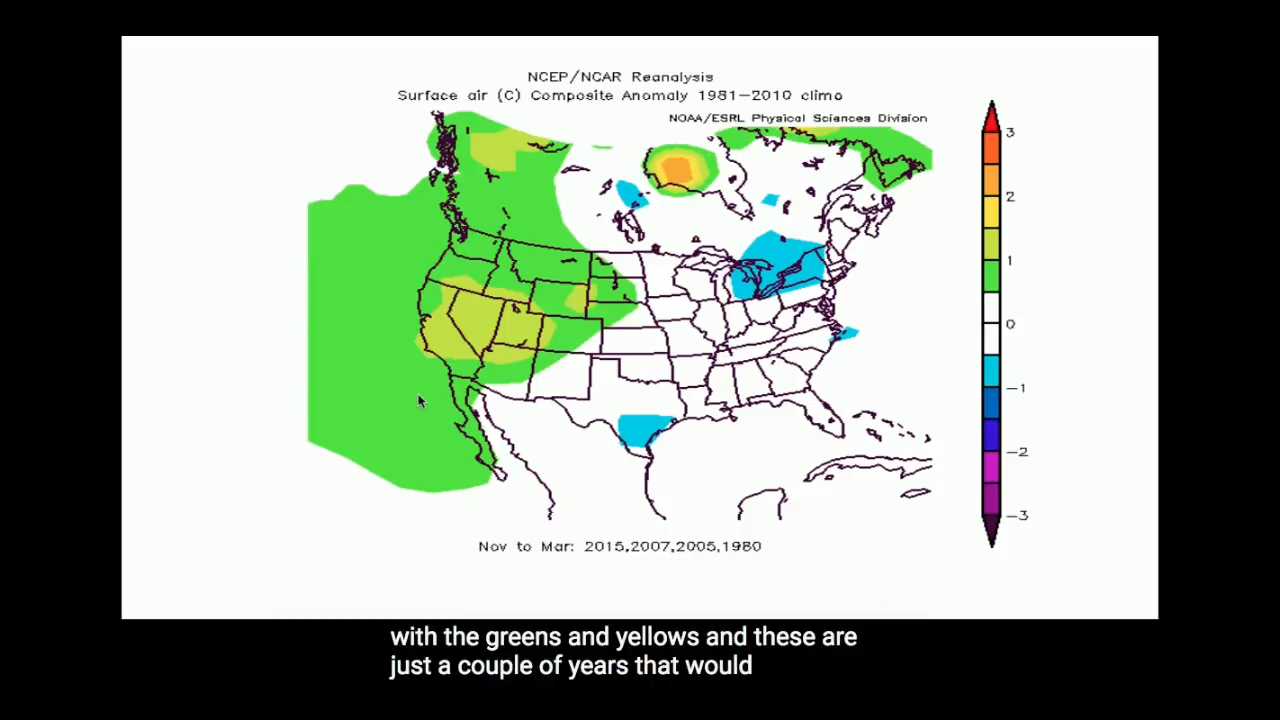 NCEP/NCAR Reanalysis
Surface air (C) Composite Anomaly 1981-2010 climo
NOAA/ESRL Physical Sciences Division
3
2
1
0
-1
-2
-3
Nov to Mar: 2015,2007,2005,1980
with the greens and yellows and these are
just a couple of years that would